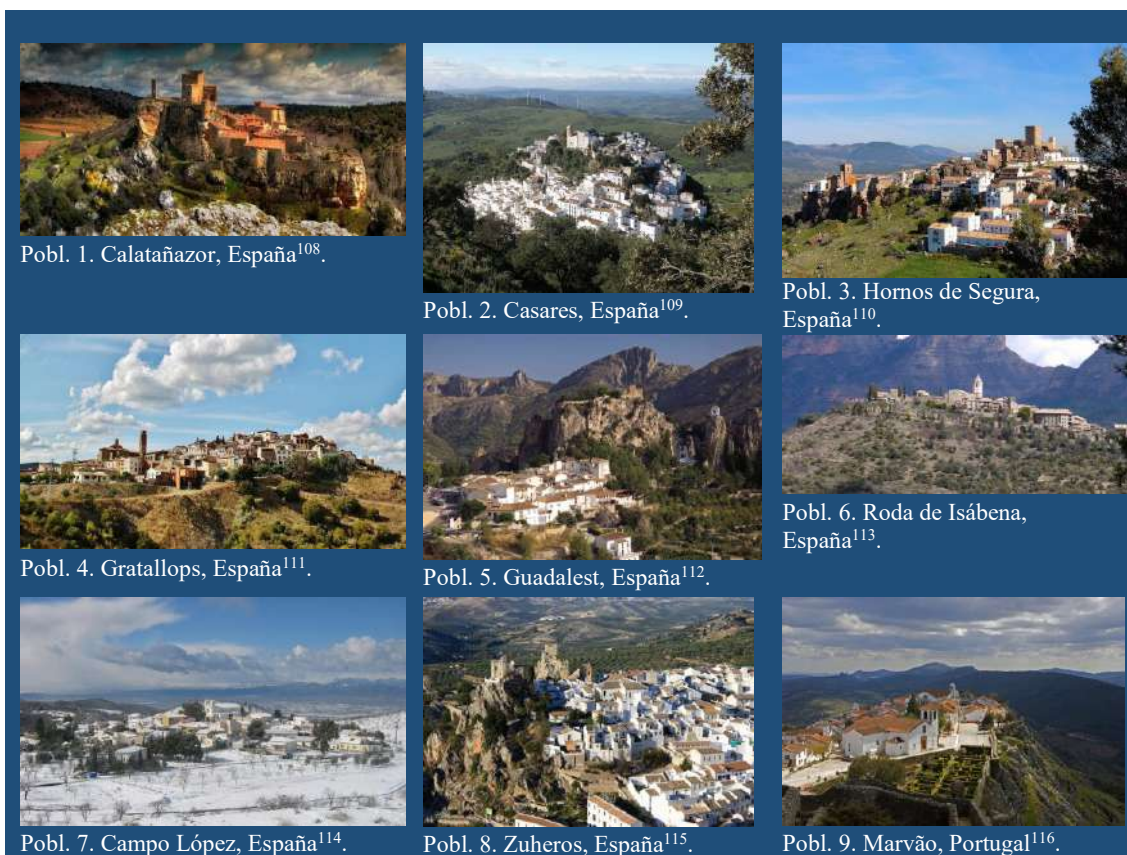 Pobl. 1. Calatañazor, España¹⁰⁸.
Pobl. 2. Casares, España¹⁰⁹.
Pobl. 3. Hornos de Segura,
España¹¹⁰.
Pobl. 4. Gratallops, España¹¹¹.
Pobl. 5. Guadalest, España¹¹².
Pobl. 6. Roda de Isábena,
España¹¹³.
Pobl. 7. Campo López, España¹¹⁴.
Pobl. 8. Zuheros, España¹¹⁵.
Pobl. 9. Marvão, Portugal¹¹⁶.